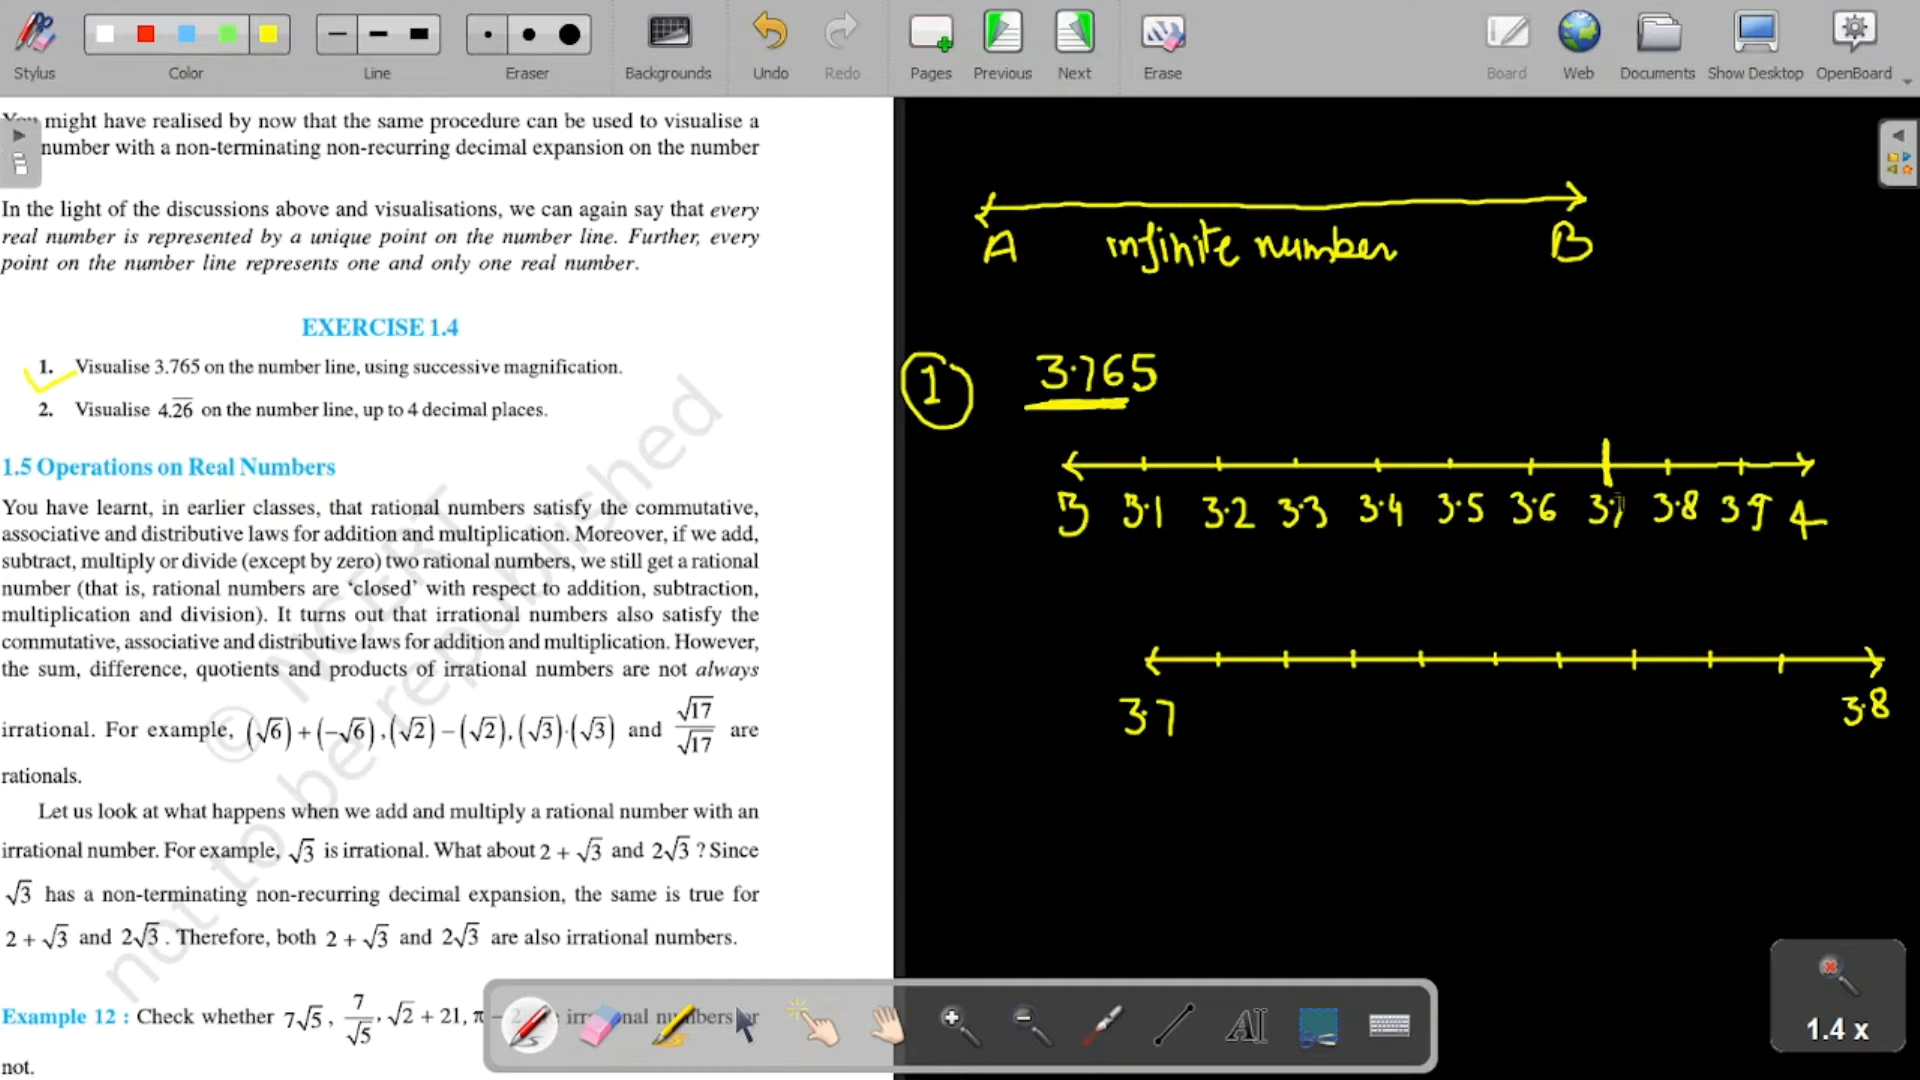 Stylus Color Line Eraser Backgrounds Undo Redo Pages Previous Next Erase Board Web Documents Show Desktop OpenBoard
might have realised by now that the same procedure can be used to visualise a
number with a non-terminating non-recurring decimal expansion on the number
In the light of the discussions above and visualisations, we can again say that every
real number is represented by a unique point on the number line. Further, every
point on the number line represents one and only one real number.
EXERCISE 1.4
1. Visualise 3.765 on the number line, using successive magnification.
2. Visualise 4.2̅6̅ on the number line, up to 4 decimal places.
1.5 Operations on Real Numbers
You have learnt, in earlier classes, that rational numbers satisfy the commutative,
associative and distributive laws for addition and multiplication. Moreover, if we add,
subtract, multiply or divide (except by zero) two rational numbers, we still get a rational
number (that is, rational numbers are ‘closed’ with respect to addition, subtraction,
multiplication and division). It turns out that irrational numbers also satisfy the
commutative, associative and distributive laws for addition and multiplication. However,
the sum, difference, quotients and products of irrational numbers are not always
irrational. For example, (√6) + (−√6), (√2) − (√2), (√3)·(√3) and √17/√17 are
rationals.
Let us look at what happens when we add and multiply a rational number with an
irrational number. For example, √3 is irrational. What about 2 + √3 and 2√3 ? Since
√3 has a non-terminating non-recurring decimal expansion, the same is true for
2 + √3 and 2√3 . Therefore, both 2 + √3 and 2√3 are also irrational numbers.
Example 12 : Check whether 7√5 , 7/√5, √2 + 21, π
not.
© NCERT
not to be republished
A infinite number B
1 3.765
3 3.1 3.2 3.3 3.4 3.5 3.6 3.7 3.8 3.9 4
3.7 3.8
1.4 x